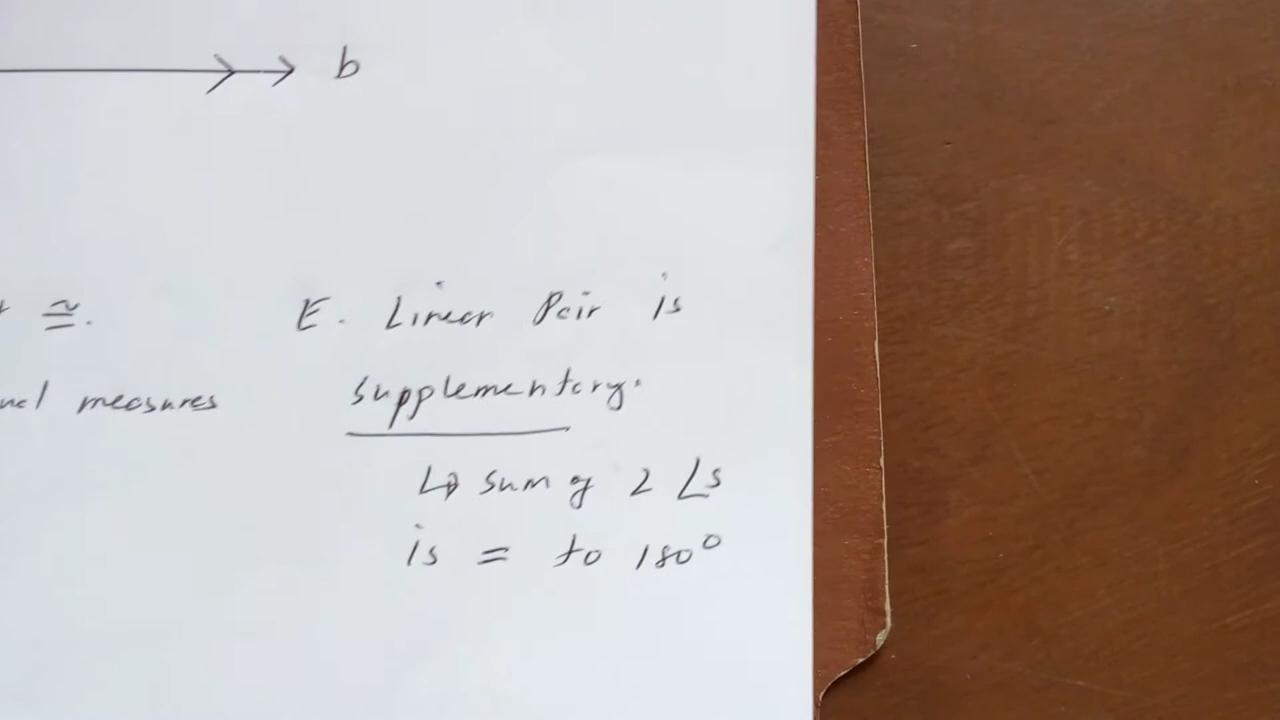 b
≅.
measures
E. Linear Pair is
supplementary.
↳ sum of 2 ∠s
is = to 180°